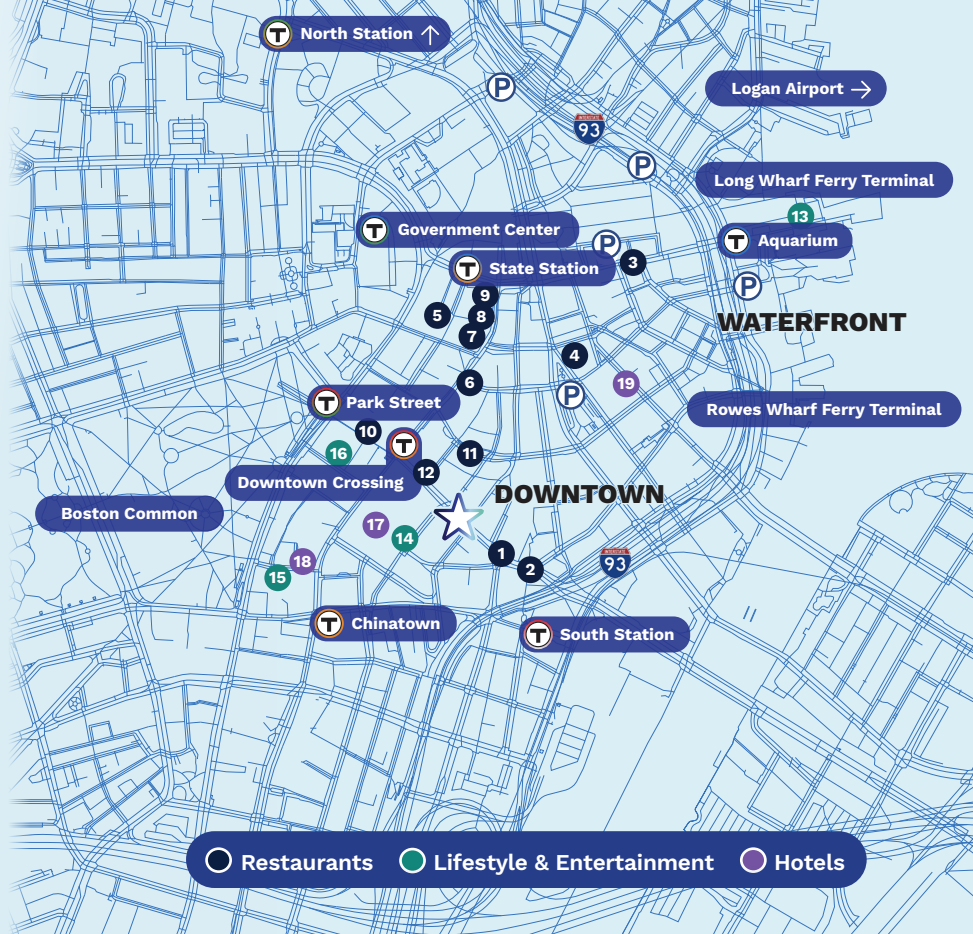 T North Station ↑
P
Logan Airport →
INTERSTATE
93
P
Long Wharf Ferry Terminal
13
T Government Center
T Aquarium
P
3
T State Station
P
9
5
8
WATERFRONT
7
4
6
19
P
T Park Street
Rowes Wharf Ferry Terminal
10
T
16
11
12
Downtown Crossing
DOWNTOWN
Boston Common
17
14
1
INTERSTATE
93
18
2
15
T Chinatown
T South Station
Restaurants
Lifestyle & Entertainment
Hotels